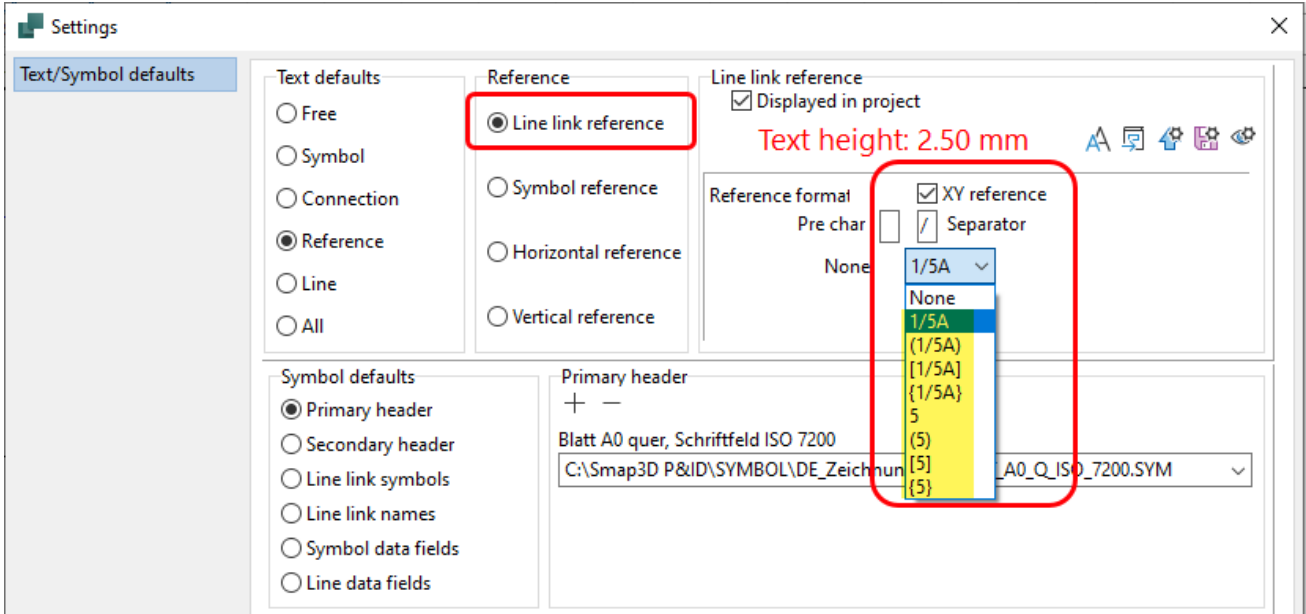 Settings
Text/Symbol defaults
Text defaults
Free
Symbol
Connection
Reference
Line
All
Reference
Line link reference
Symbol reference
Horizontal reference
Vertical reference
Line link reference
Displayed in project
Text height: 2.50 mm
Reference format
XY reference
Pre char
/ Separator
None
1/5A
None
1/5A
(1/5A)
[1/5A]
{1/5A}
5
(5)
[5]
{5}
Symbol defaults
Primary header
Secondary header
Line link symbols
Line link names
Symbol data fields
Line data fields
Primary header
Blatt A0 quer, Schriftfeld ISO 7200
C:\Smap3D P&ID\SYMBOL\DE_Zeichnun _A0_Q_ISO_7200.SYM